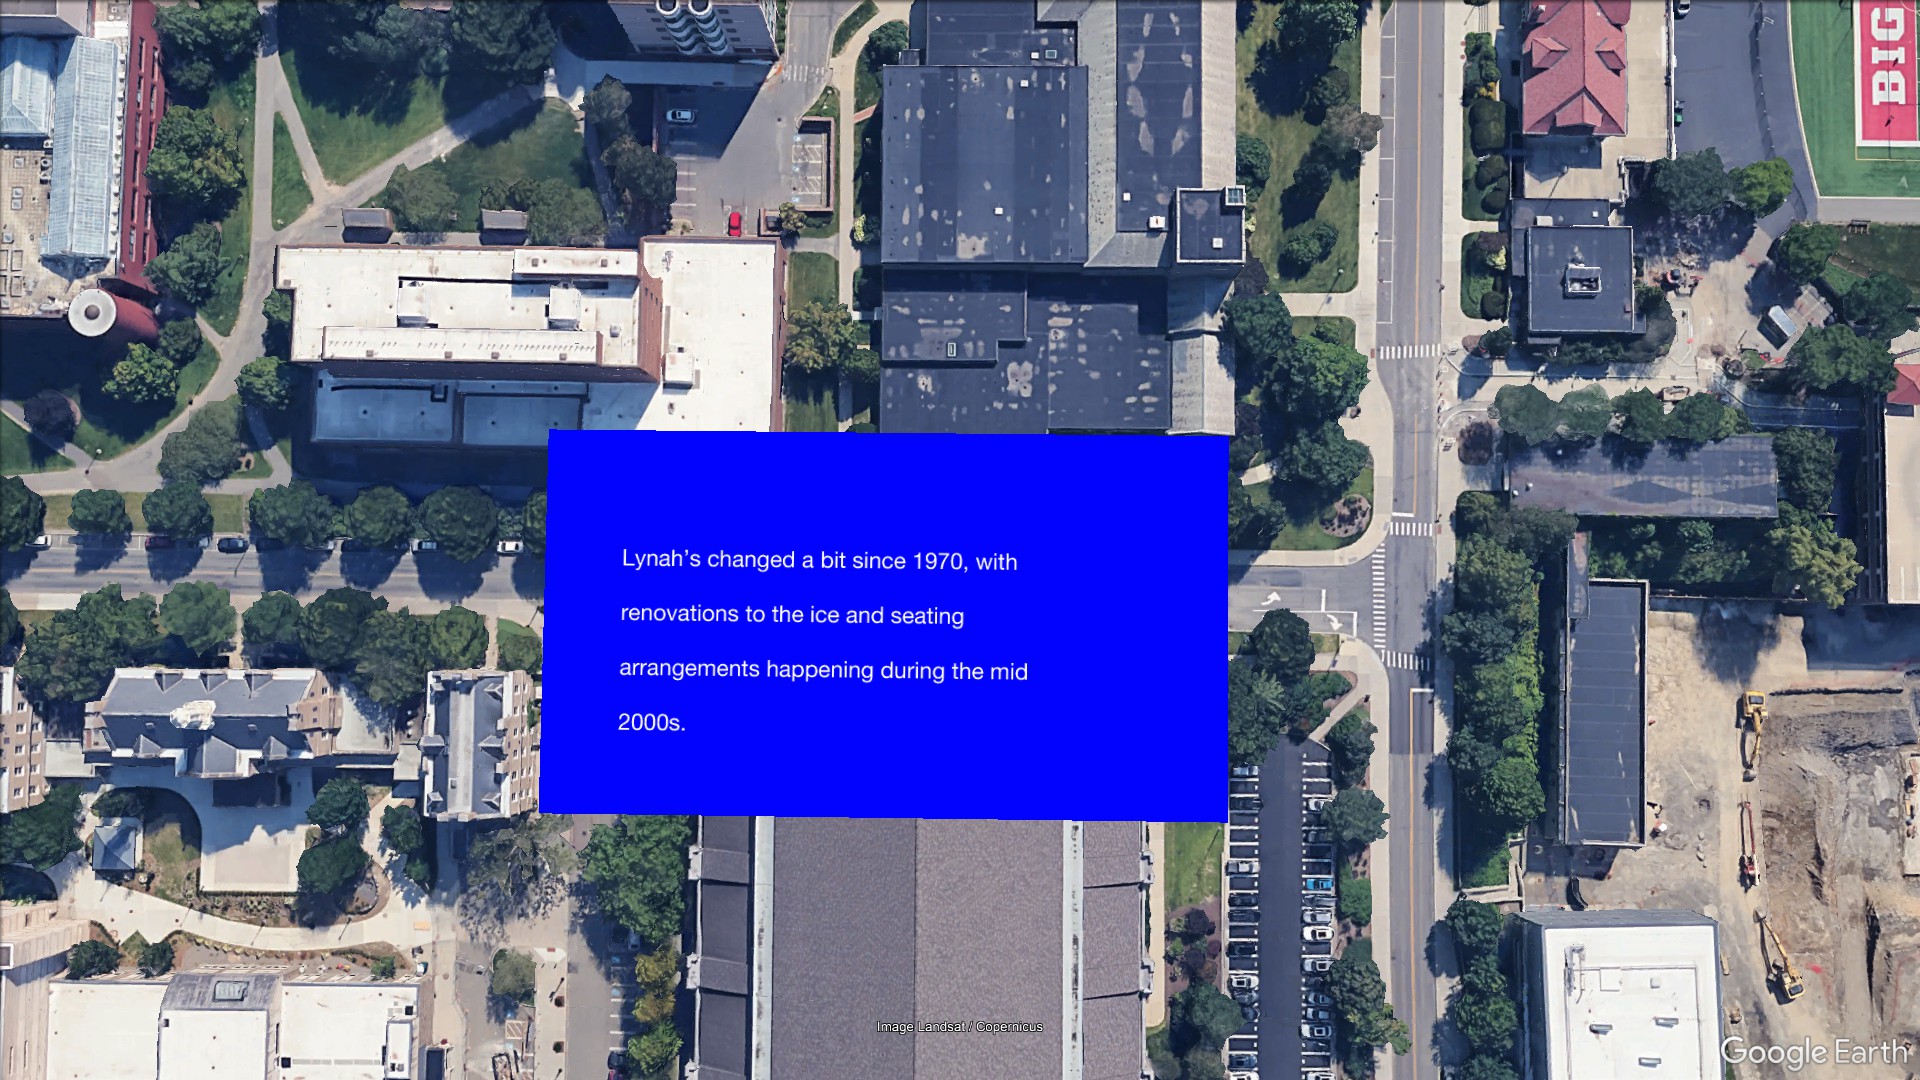 BIG
Lynah’s changed a bit since 1970, with
renovations to the ice and seating
arrangements happening during the mid
2000s.
Image Landsat / Copernicus
Google Earth